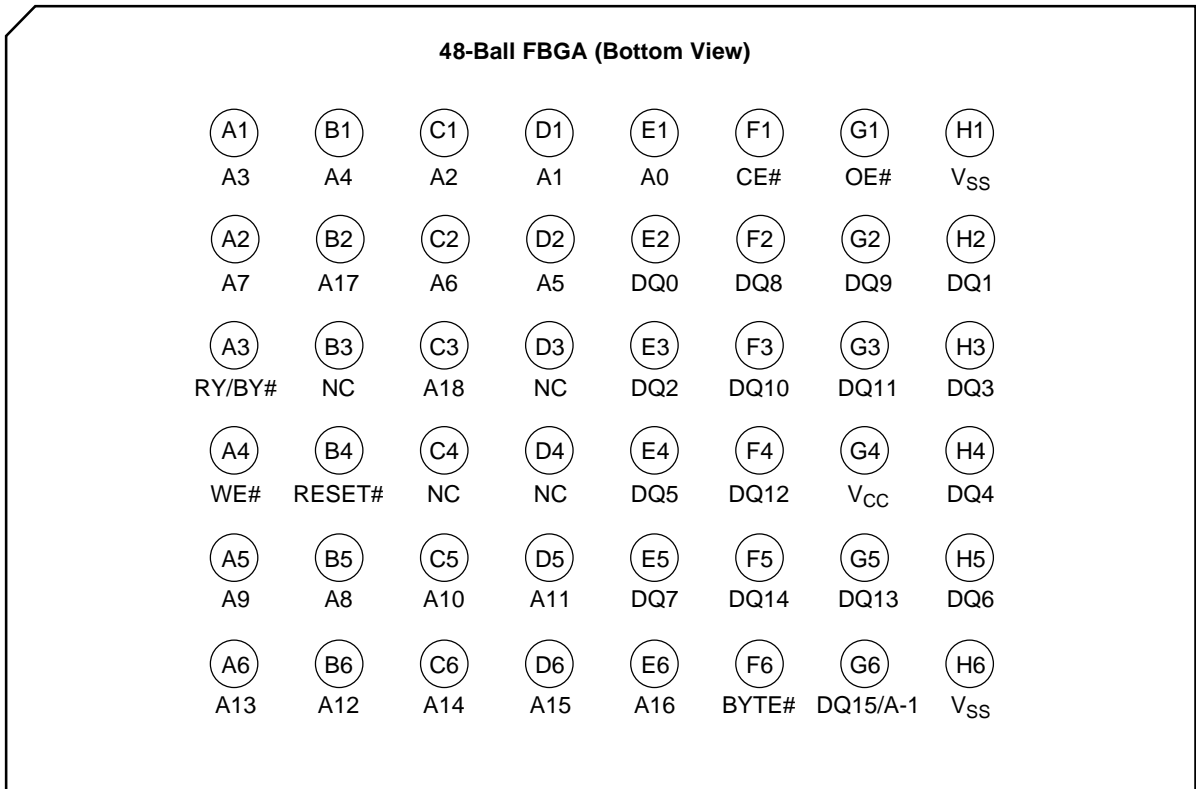 48-Ball FBGA (Bottom View)
A1 B1 C1 D1 E1 F1 G1 H1
A3 A4 A2 A1 A0 CE# OE# VSS
A2 B2 C2 D2 E2 F2 G2 H2
A7 A17 A6 A5 DQ0 DQ8 DQ9 DQ1
A3 B3 C3 D3 E3 F3 G3 H3
RY/BY# NC A18 NC DQ2 DQ10 DQ11 DQ3
A4 B4 C4 D4 E4 F4 G4 H4
WE# RESET# NC NC DQ5 DQ12 VCC DQ4
A5 B5 C5 D5 E5 F5 G5 H5
A9 A8 A10 A11 DQ7 DQ14 DQ13 DQ6
A6 B6 C6 D6 E6 F6 G6 H6
A13 A12 A14 A15 A16 BYTE# DQ15/A-1 VSS